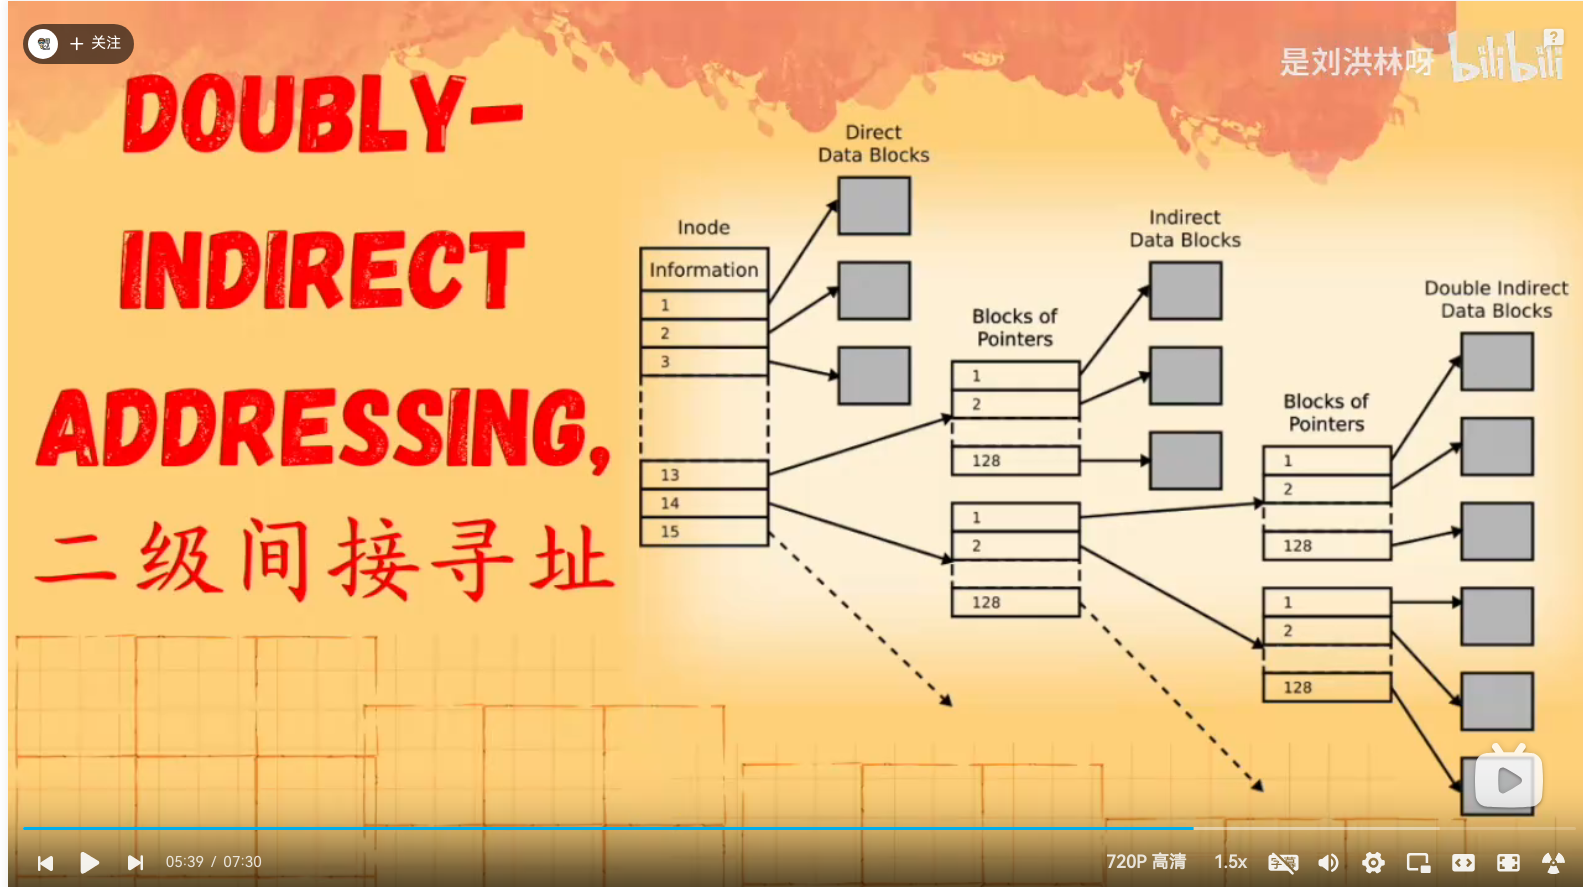 + 关注
是刘洪林呀 bilibili
DOUBLY-
INDIRECT
ADDRESSING,
二级间接寻址
Direct
Data Blocks
Inode
Information
1
2
3
13
14
15
Blocks of
Pointers
1
2
128
1
2
128
Indirect
Data Blocks
Blocks of
Pointers
1
2
128
1
2
128
Double Indirect
Data Blocks
05:39 / 07:30
720P 高清
1.5x